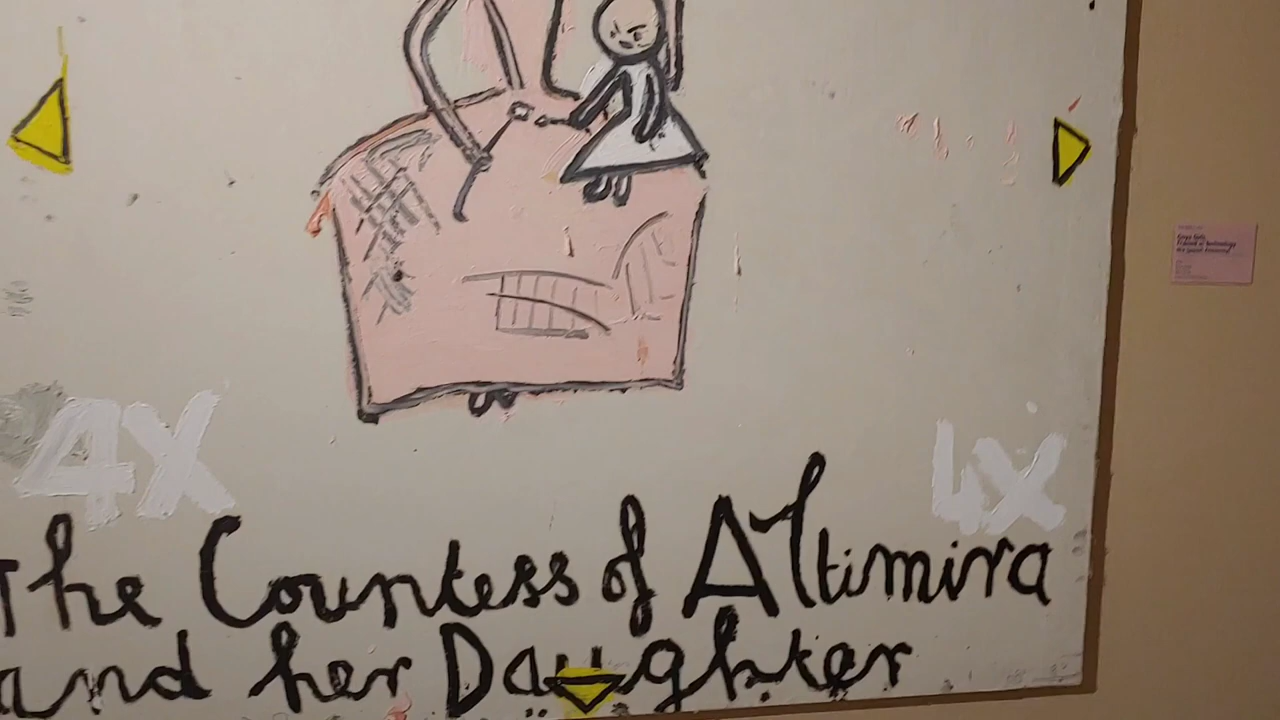 4X 4X
The Countess of Altimira
and her Daughter